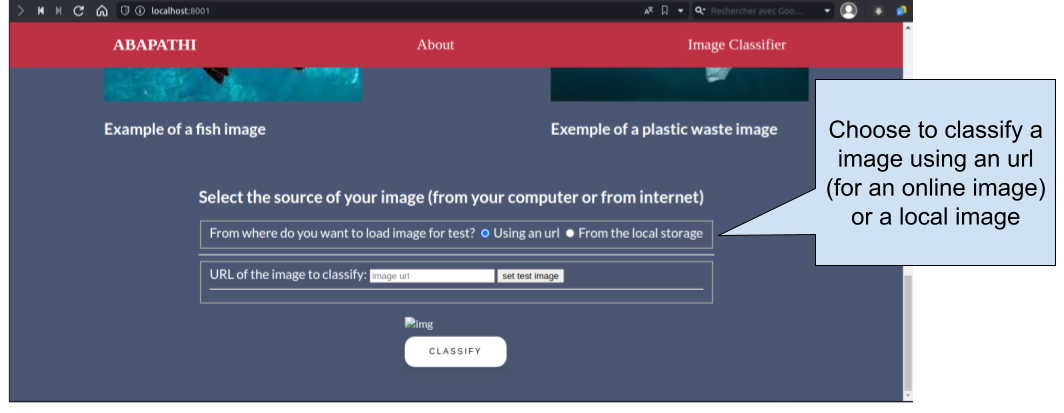 localhost:8001
Rechercher avec Goo...
ABAPATHI About Image Classifier
Example of a fish image
Exemple of a plastic waste image
Choose to classify a
image using an url
(for an online image)
or a local image
Select the source of your image (from your computer or from internet)
From where do you want to load image for test? Using an url From the local storage
URL of the image to classify: image url set test image
img
CLASSIFY